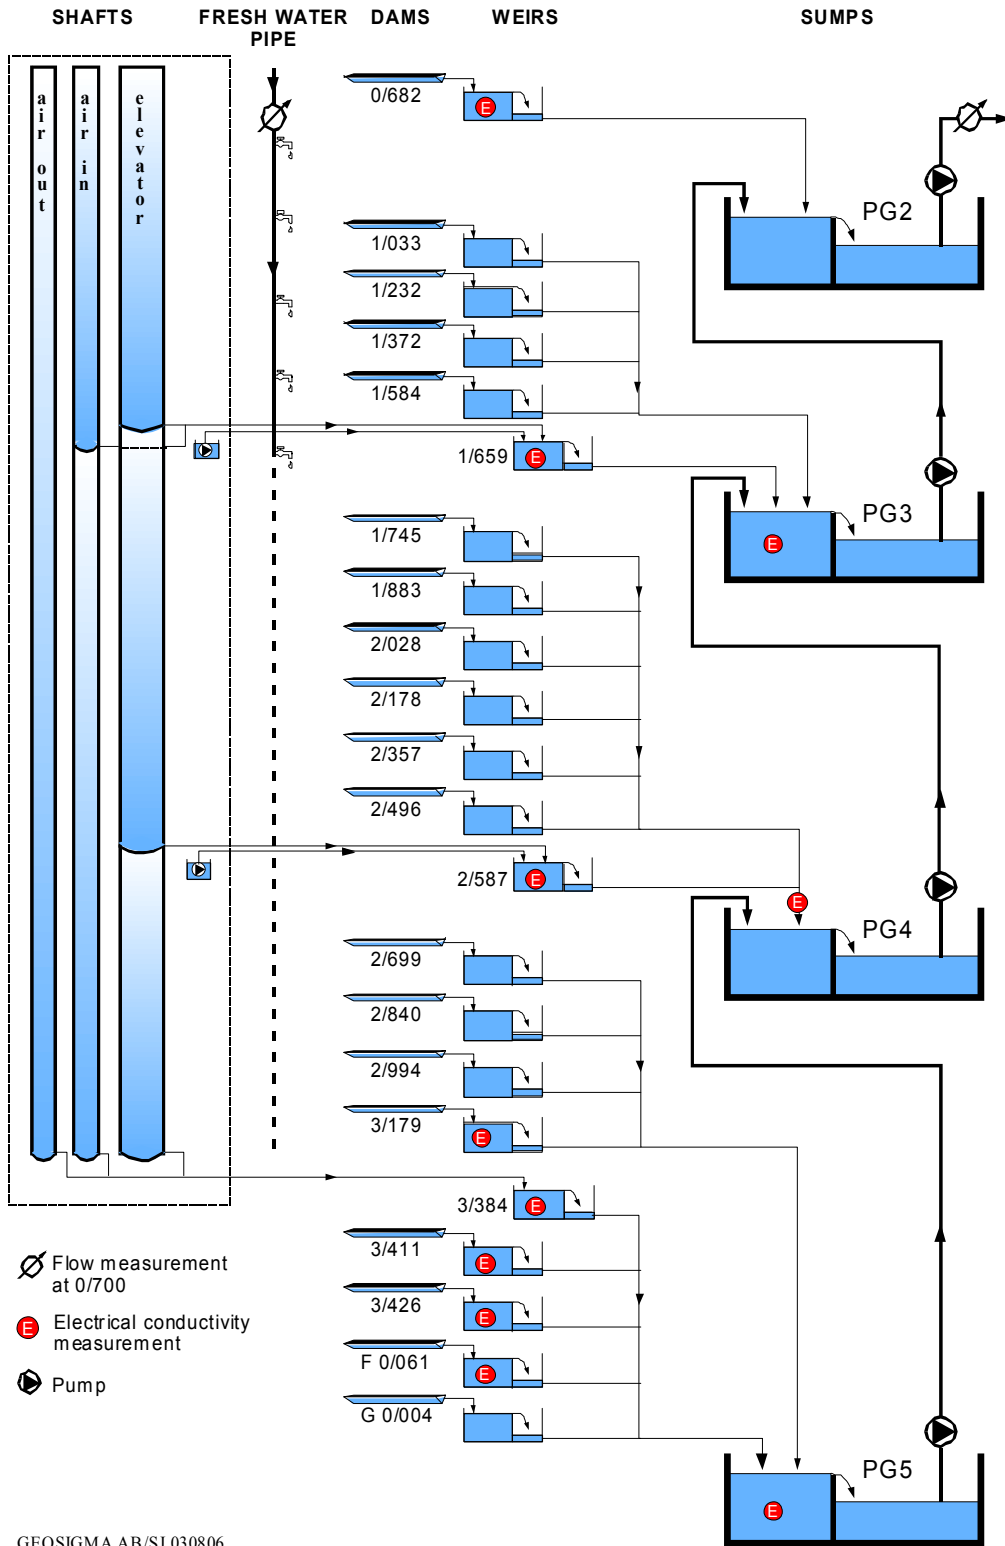 SHAFTS
FRESH WATER
PIPE
DAMS
WEIRS
SUMPS
air out
air in
elevator
0/682
E
PG2
1/033
1/232
1/372
1/584
1/659
E
PG3
E
1/745
1/883
2/028
2/178
2/357
2/496
2/587
E
E
PG4
2/699
2/840
2/994
3/179
E
3/384
E
3/411
E
3/426
E
F 0/061
E
G 0/004
PG5
E
Flow measurement
at 0/700
E Electrical conductivity
measurement
Pump
GEOSIGMA AB/SJ 030806